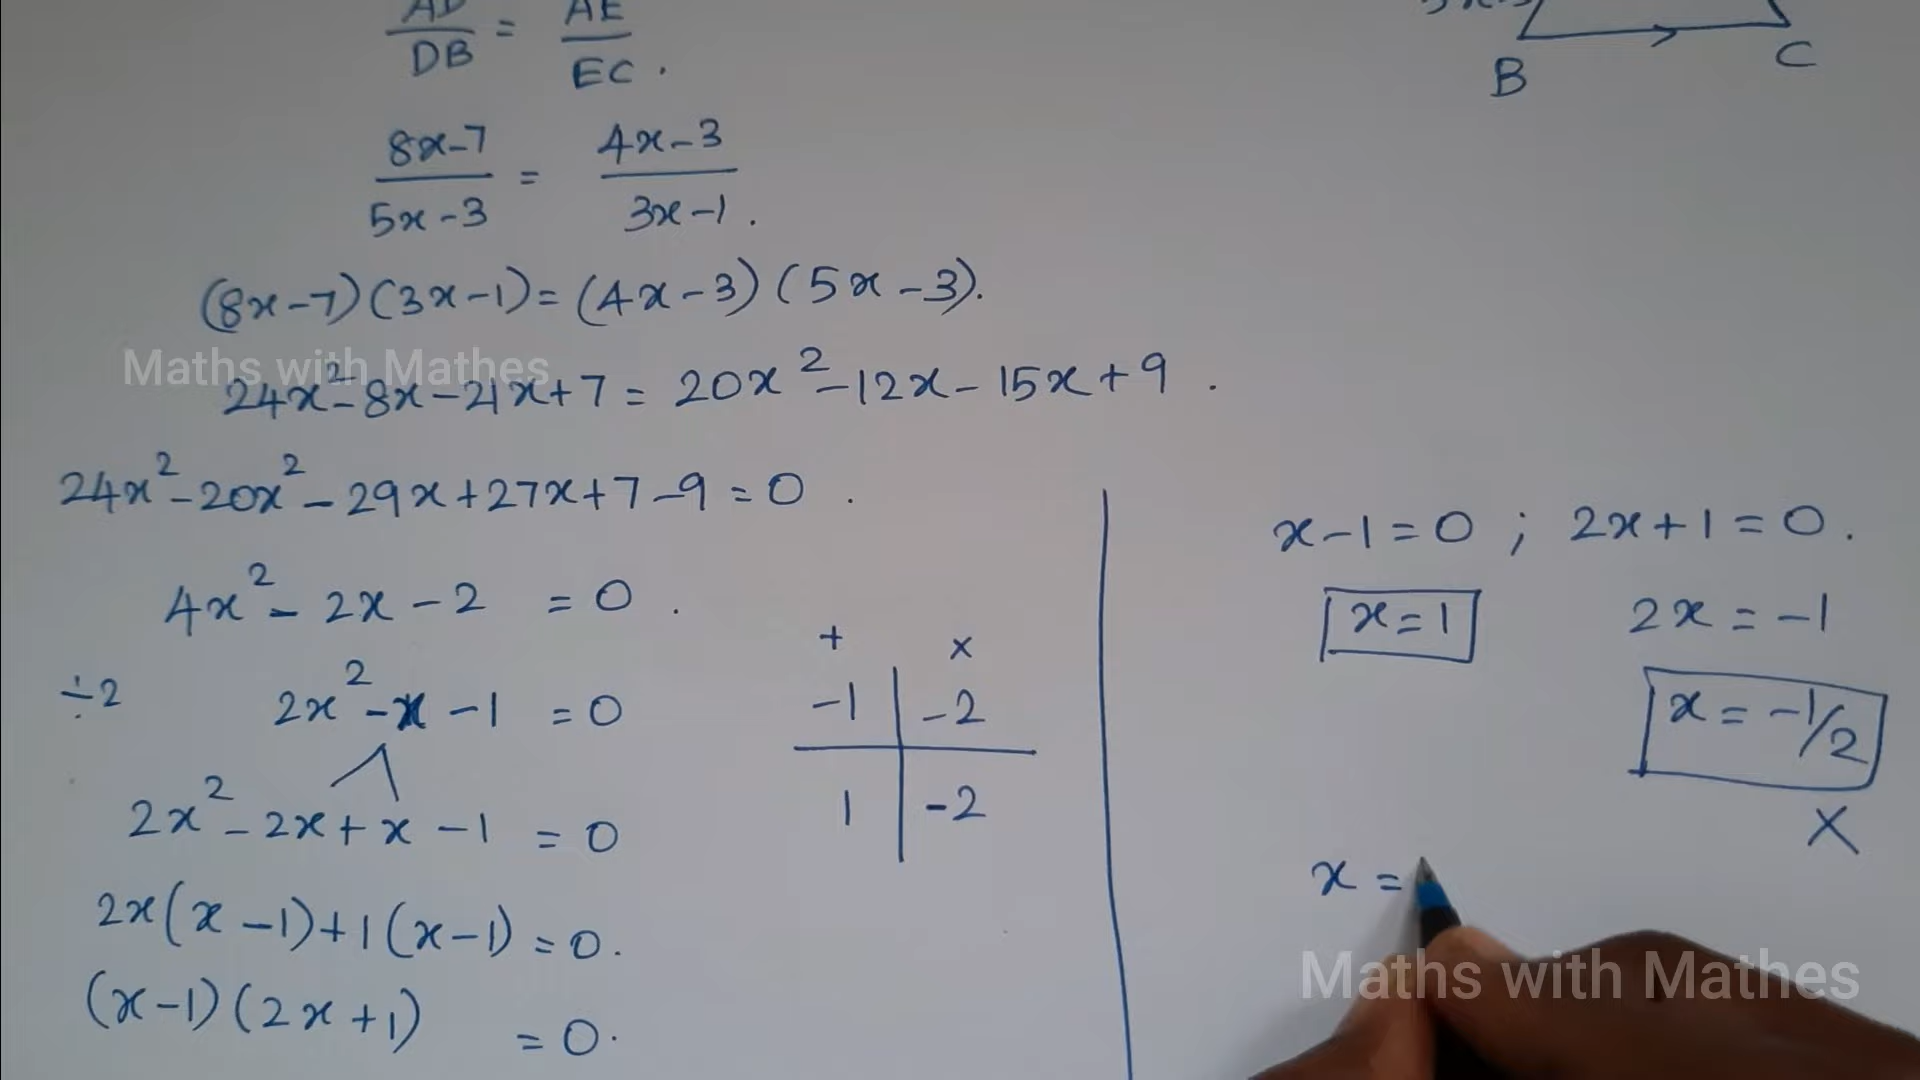 AD/DB = AE/EC .
B C
(8x-7)/(5x-3) = (4x-3)/(3x-1) .
(8x-7)(3x-1) = (4x-3)(5x-3).
Maths with Mathes
24x² - 8x - 21x + 7 = 20x² - 12x - 15x + 9 .
24x² - 20x² - 29x + 27x + 7 - 9 = 0 .
4x² - 2x - 2 = 0 .
÷2 2x² - x - 1 = 0
2x² - 2x + x - 1 = 0
2x(x-1) + 1(x-1) = 0.
(x-1)(2x+1) = 0.
+ ×
-1 -2
1 -2
x-1=0 ; 2x+1=0.
x=1 2x = -1
x = -1/2
X
x =
Maths with Mathes